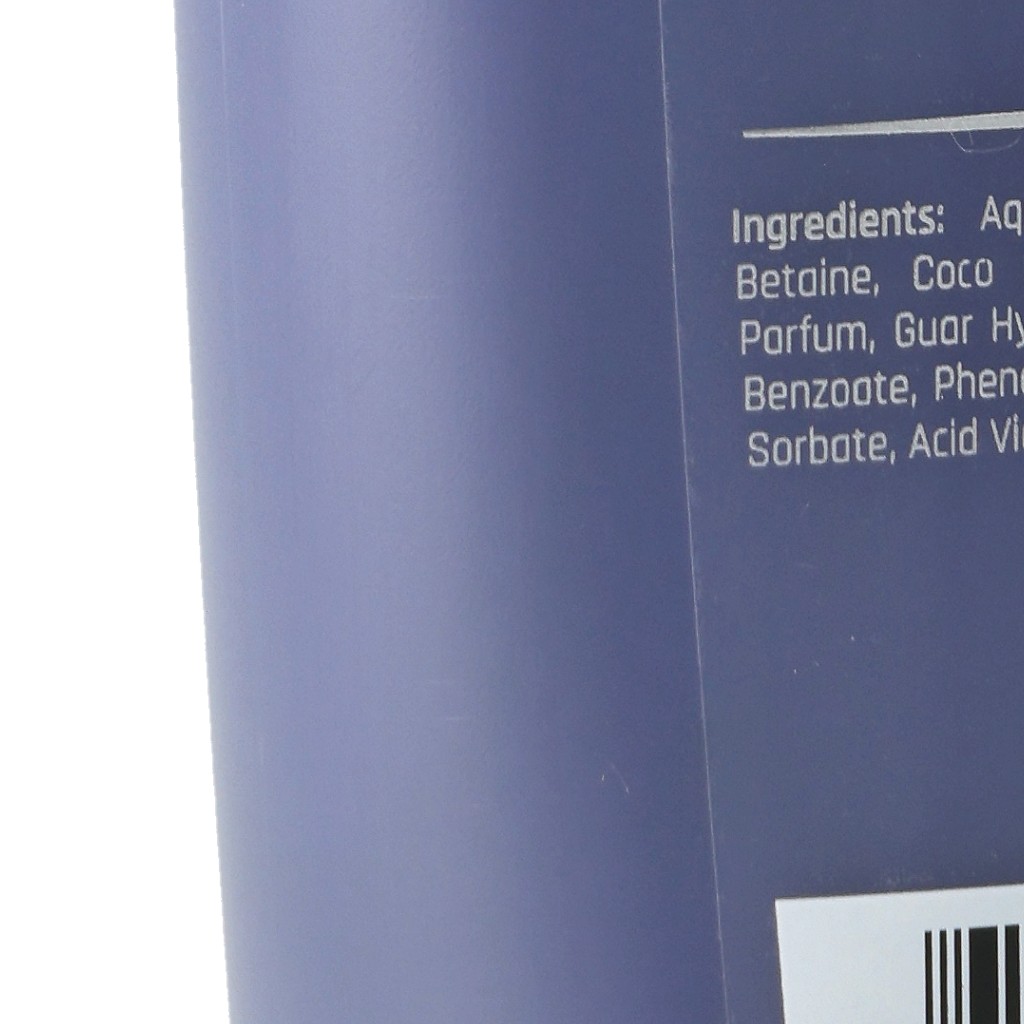 Ingredients: Aq
Betaine, Coco
Parfum, Guar Hy
Benzoate, Phen
Sorbate, Acid Vi